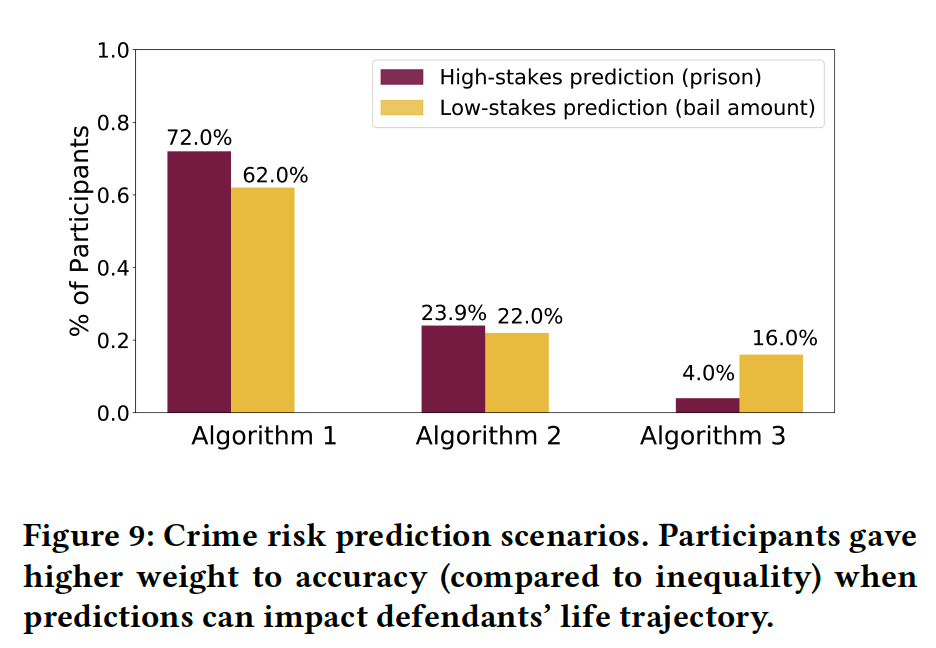 1.0
High-stakes prediction (prison)
Low-stakes prediction (bail amount)
0.8
72.0%
62.0%
% of Participants
0.6
0.4
23.9%
22.0%
0.2
16.0%
4.0%
0.0
Algorithm 1
Algorithm 2
Algorithm 3
Figure 9: Crime risk prediction scenarios. Participants gave
higher weight to accuracy (compared to inequality) when
predictions can impact defendants’ life trajectory.